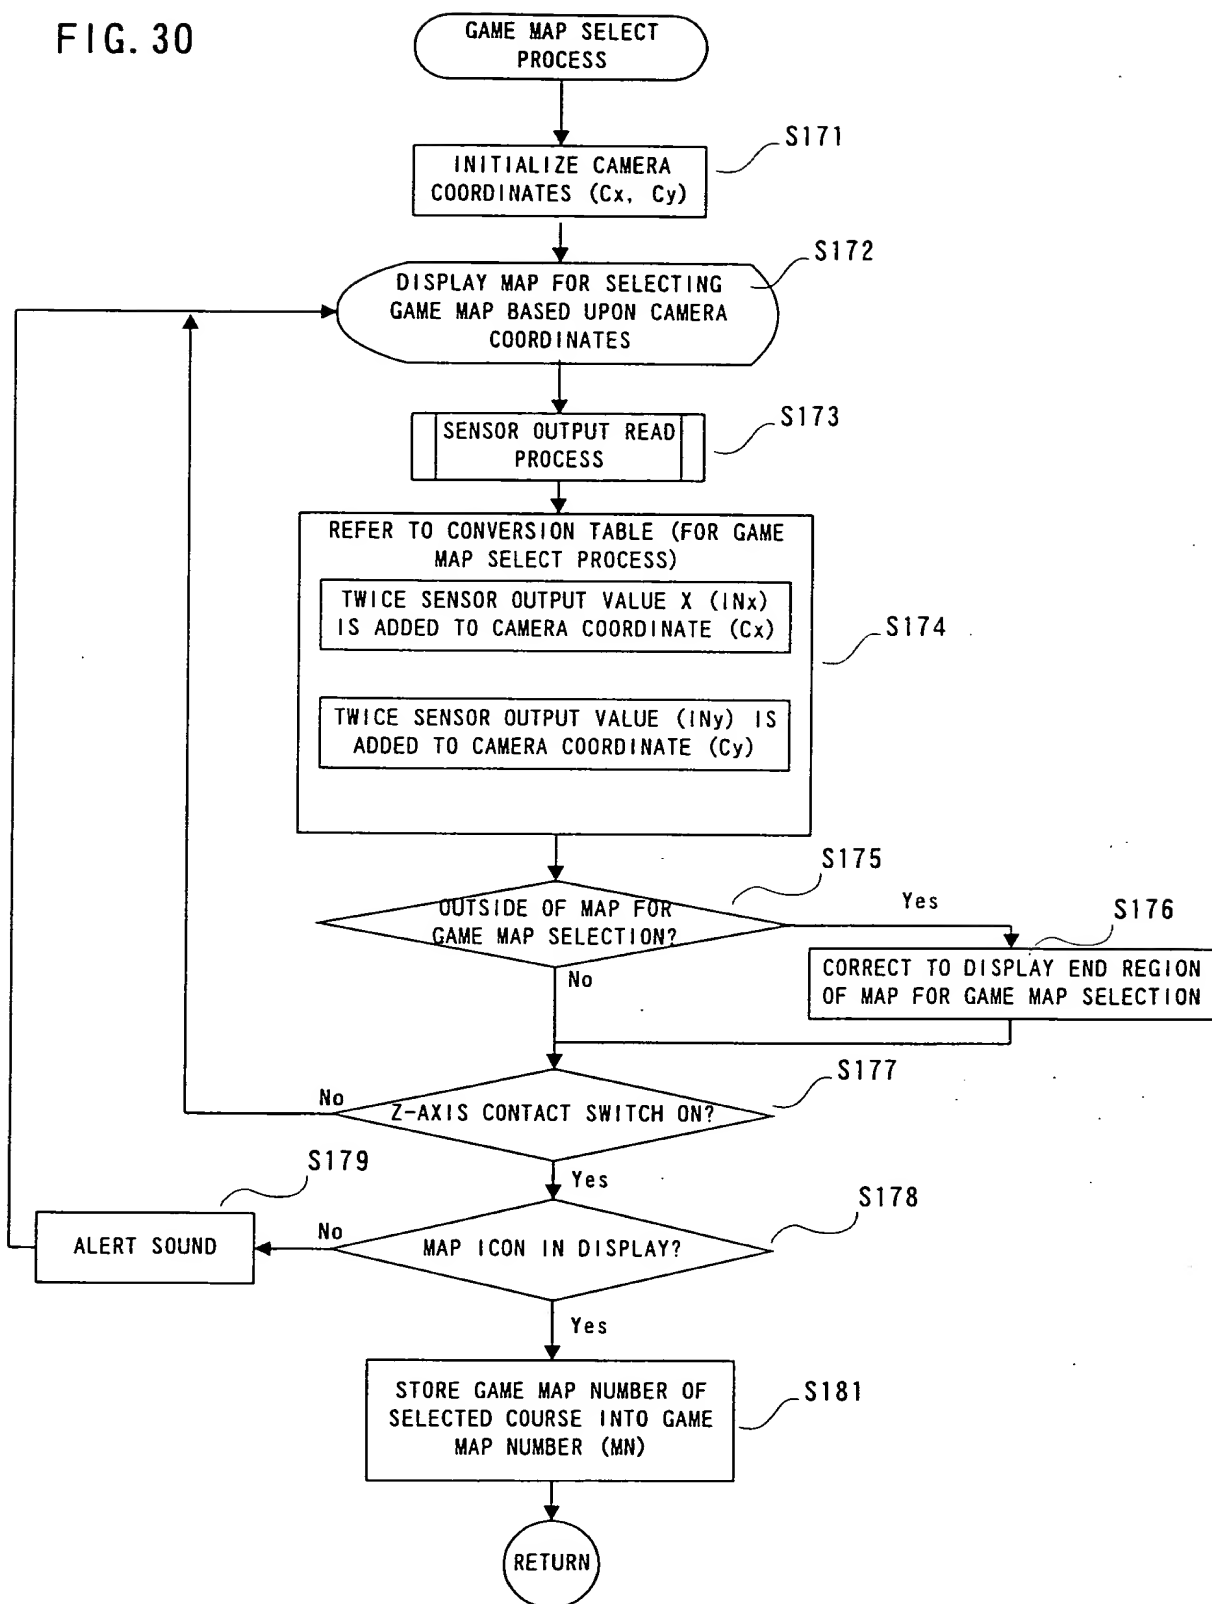 FIG. 30
GAME MAP SELECT
PROCESS
S171
INITIALIZE CAMERA
COORDINATES (Cx, Cy)
S172
DISPLAY MAP FOR SELECTING
GAME MAP BASED UPON CAMERA
COORDINATES
S173
SENSOR OUTPUT READ
PROCESS
REFER TO CONVERSION TABLE (FOR GAME
MAP SELECT PROCESS)
TWICE SENSOR OUTPUT VALUE X (INx)
IS ADDED TO CAMERA COORDINATE (Cx)
S174
TWICE SENSOR OUTPUT VALUE (INy) IS
ADDED TO CAMERA COORDINATE (Cy)
S175
OUTSIDE OF MAP FOR
GAME MAP SELECTION?
Yes
S176
CORRECT TO DISPLAY END REGION
OF MAP FOR GAME MAP SELECTION
No
S177
No
Z-AXIS CONTACT SWITCH ON?
Yes
S179
ALERT SOUND
No
S178
MAP ICON IN DISPLAY?
Yes
S181
STORE GAME MAP NUMBER OF
SELECTED COURSE INTO GAME
MAP NUMBER (MN)
RETURN